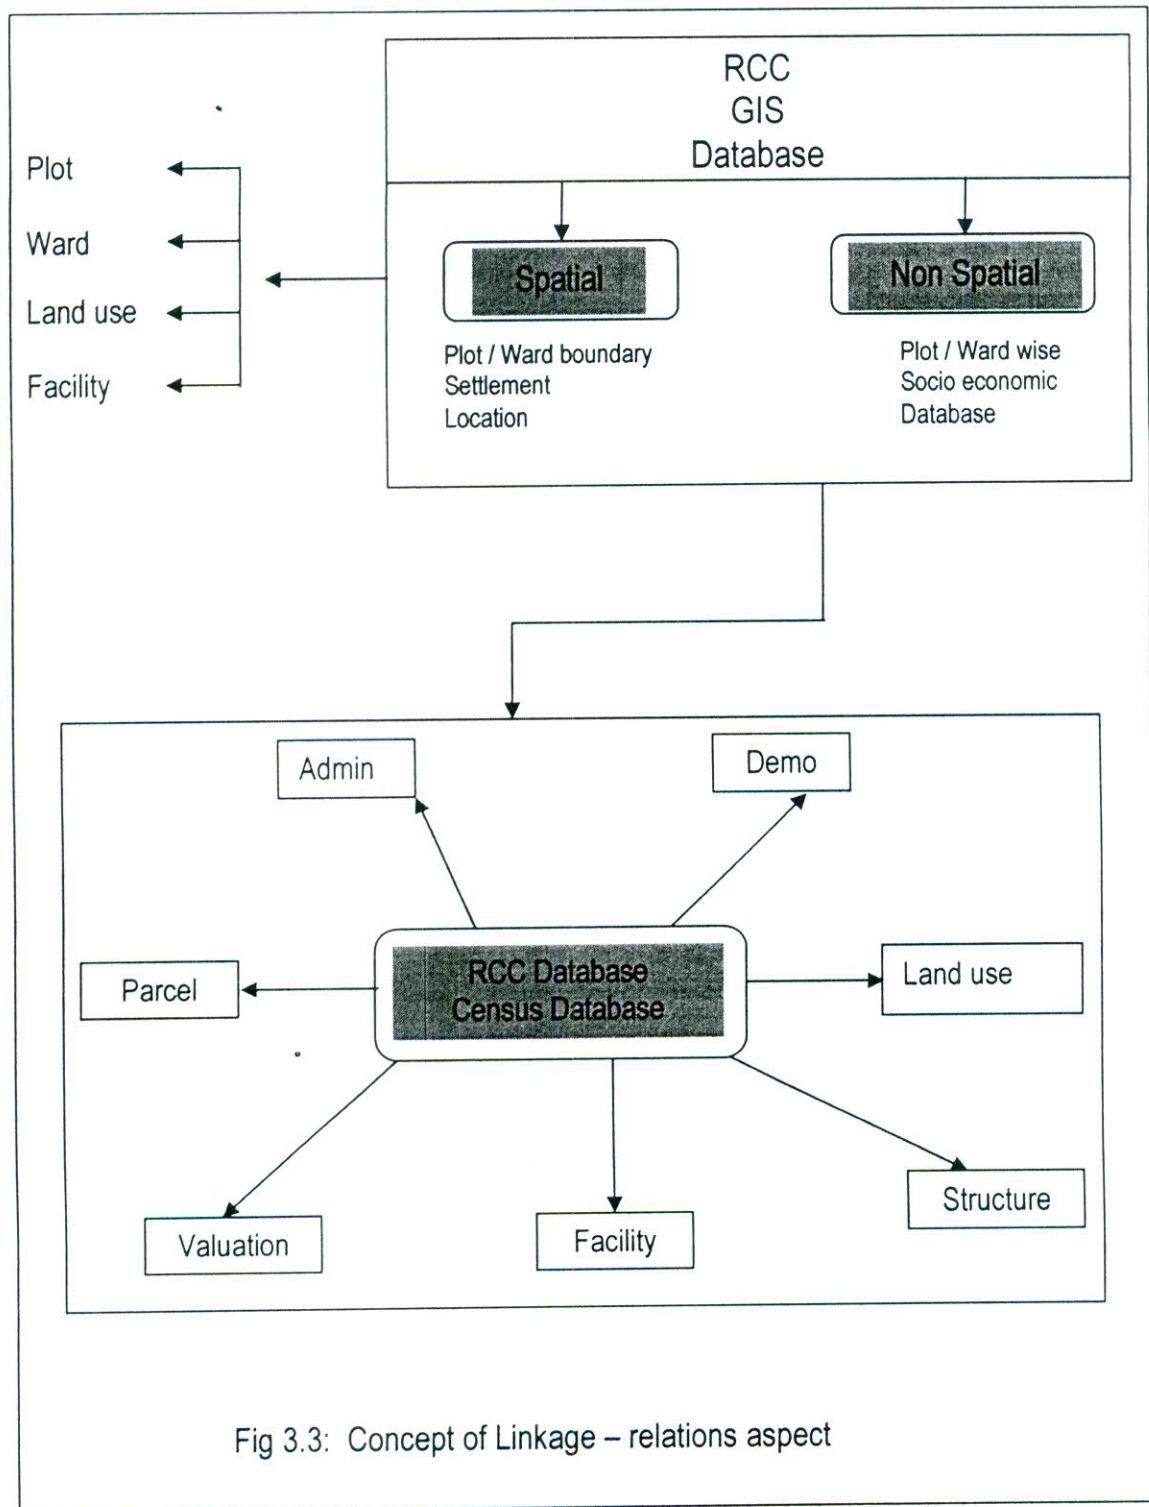 RCC
GIS
Database
Plot
Ward
Land use
Facility
Spatial
Non Spatial
Plot / Ward boundary
Settlement
Location
Plot / Ward wise
Socio economic
Database
Admin
Demo
Parcel
RCC Database
Census Database
Land use
Valuation
Facility
Structure
Fig 3.3: Concept of Linkage – relations aspect